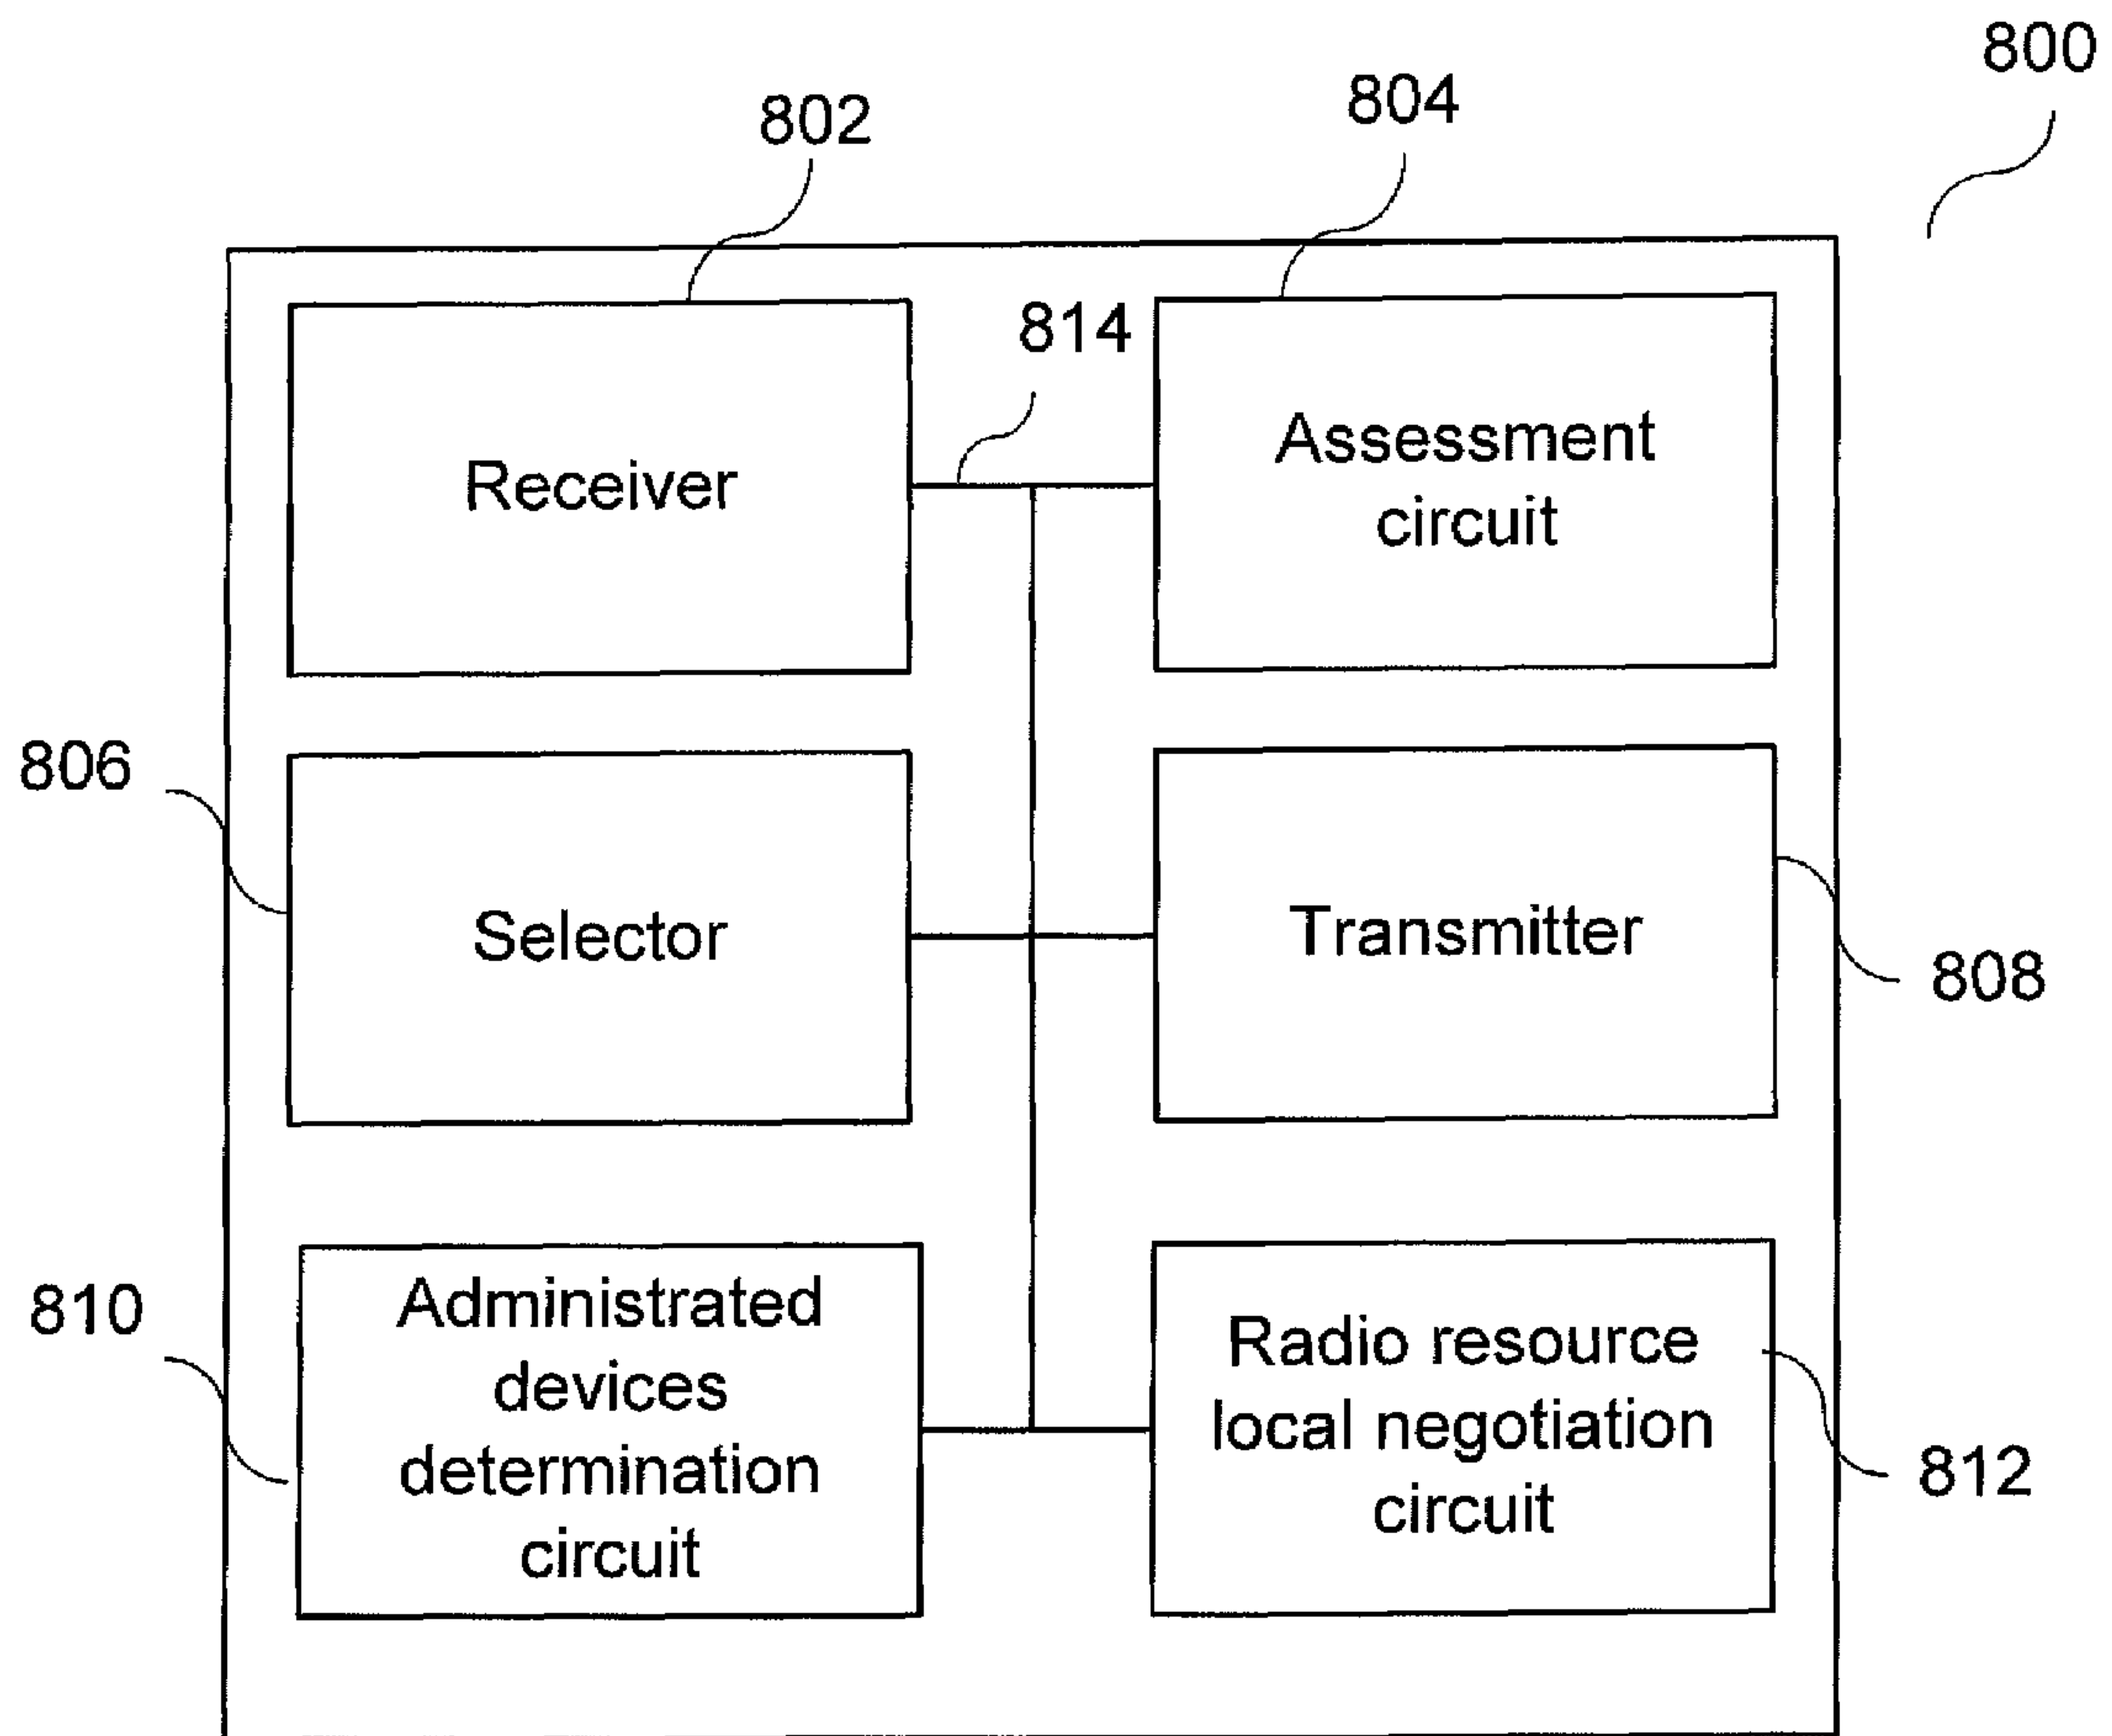 800
802
804
814
Receiver
Assessment
circuit
806
Selector
Transmitter
808
810
Administrated
devices
determination
circuit
Radio resource
local negotiation
circuit
812